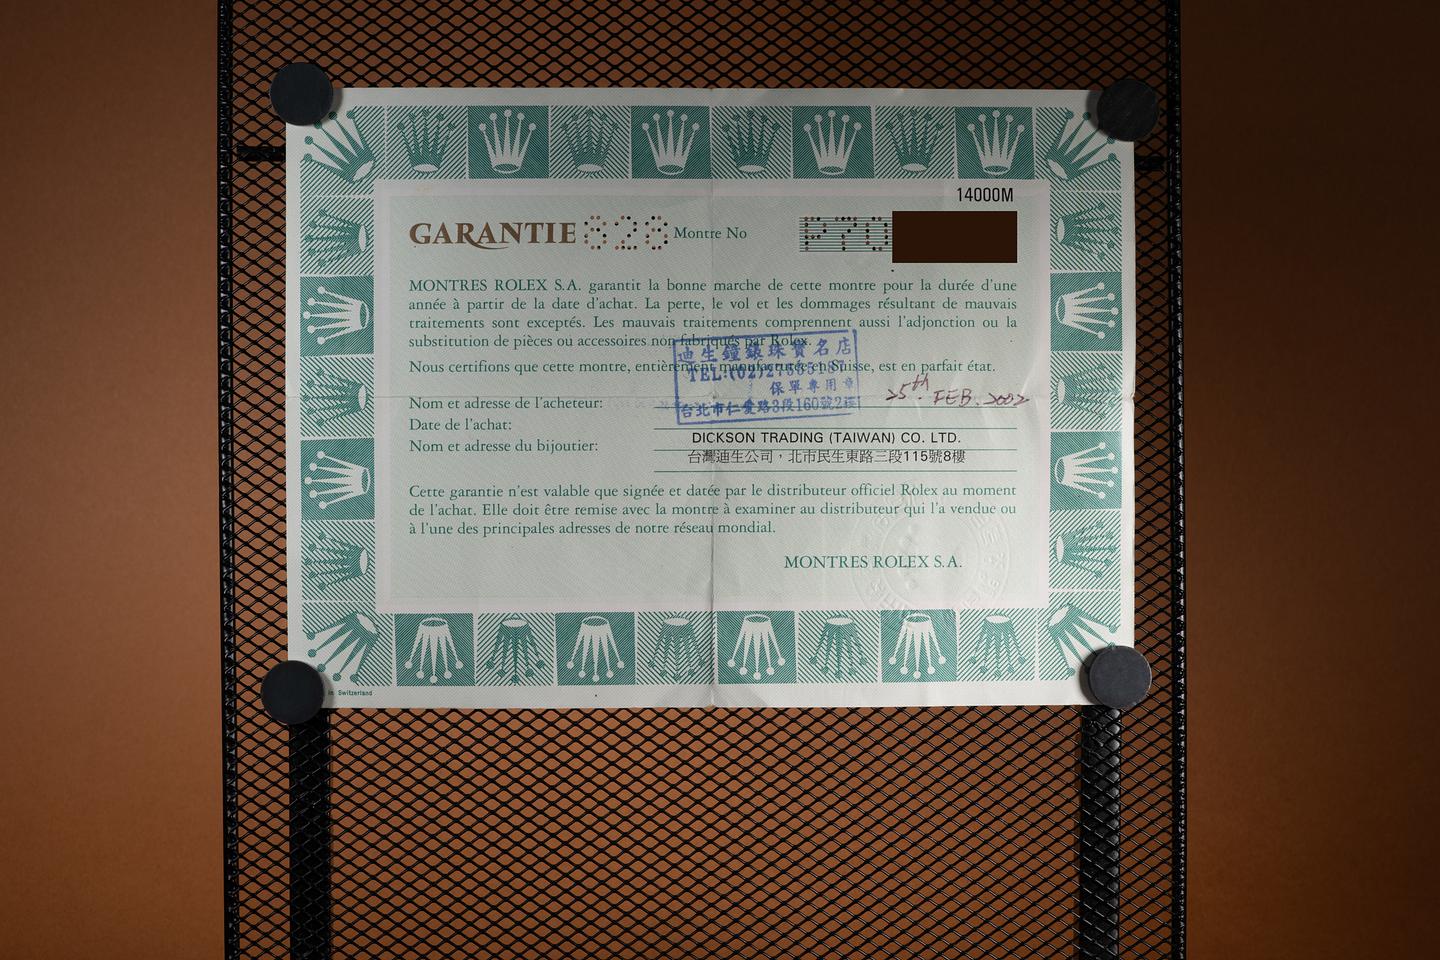 14000M
GARANTIE 828 Montre No P70
MONTRES ROLEX S.A. garantit la bonne marche de cette montre pour la durée d'une
année à partir de la date d'achat. La perte, le vol et les dommages résultant de mauvais
traitements sont exceptés. Les mauvais traitements comprennent aussi l'adjonction ou la
substitution de pièces ou accessoires non fabriqués par Rolex.
迪生鐘錶珠寶名店
Nous certifions que cette montre, entièrement manufacturée en Suisse, est en parfait état.
TEL:(02)
保單專用章
25th. FEB. 2002
Nom et adresse de l'acheteur:
台北市仁愛路3段160號2樓
Date de l'achat:
Nom et adresse du bijoutier:
DICKSON TRADING (TAIWAN) CO. LTD.
台灣迪生公司，北市民生東路三段115號8樓
Cette garantie n'est valable que signée et datée par le distributeur officiel Rolex au moment
de l'achat. Elle doit être remise avec la montre à examiner au distributeur qui l'a vendue ou
à l'une des principales adresses de notre réseau mondial.
MONTRES ROLEX S.A.
in Switzerland